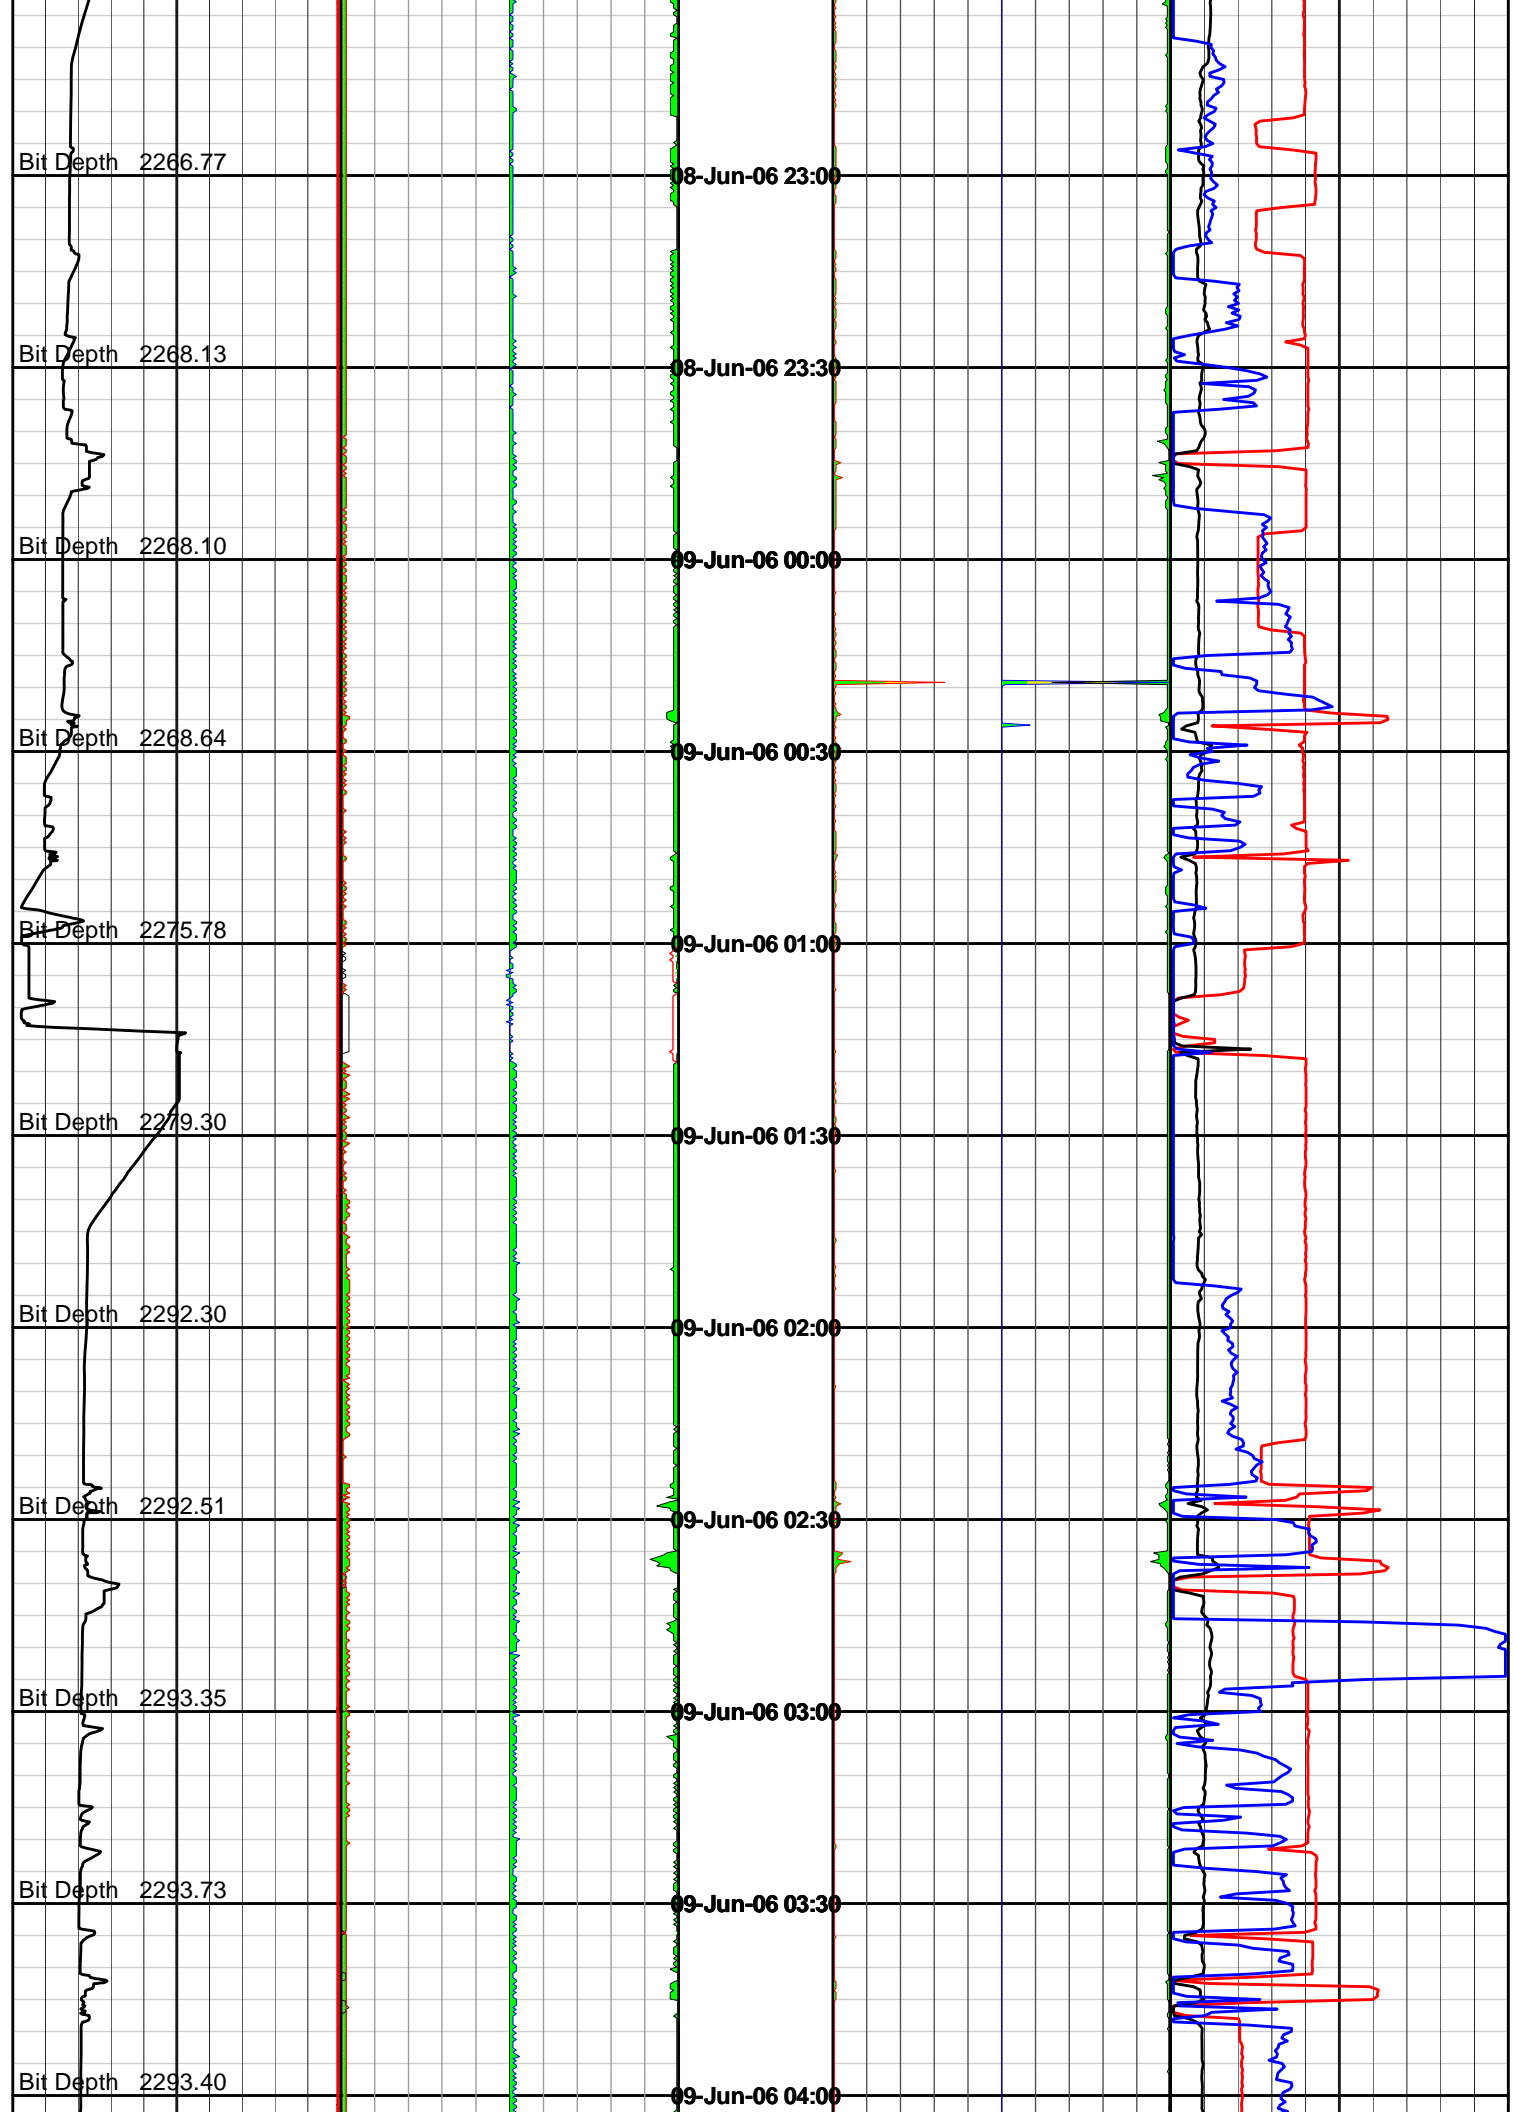 Bit Depth 2266.77
08-Jun-06 23:00
Bit Depth 2268.13
08-Jun-06 23:30
Bit Depth 2268.10
09-Jun-06 00:00
Bit Depth 2268.64
09-Jun-06 00:30
Bit Depth 2275.78
09-Jun-06 01:00
Bit Depth 2279.30
09-Jun-06 01:30
Bit Depth 2292.30
09-Jun-06 02:00
Bit Depth 2292.51
09-Jun-06 02:30
Bit Depth 2293.35
09-Jun-06 03:00
Bit Depth 2293.73
09-Jun-06 03:30
Bit Depth 2293.40
09-Jun-06 04:00